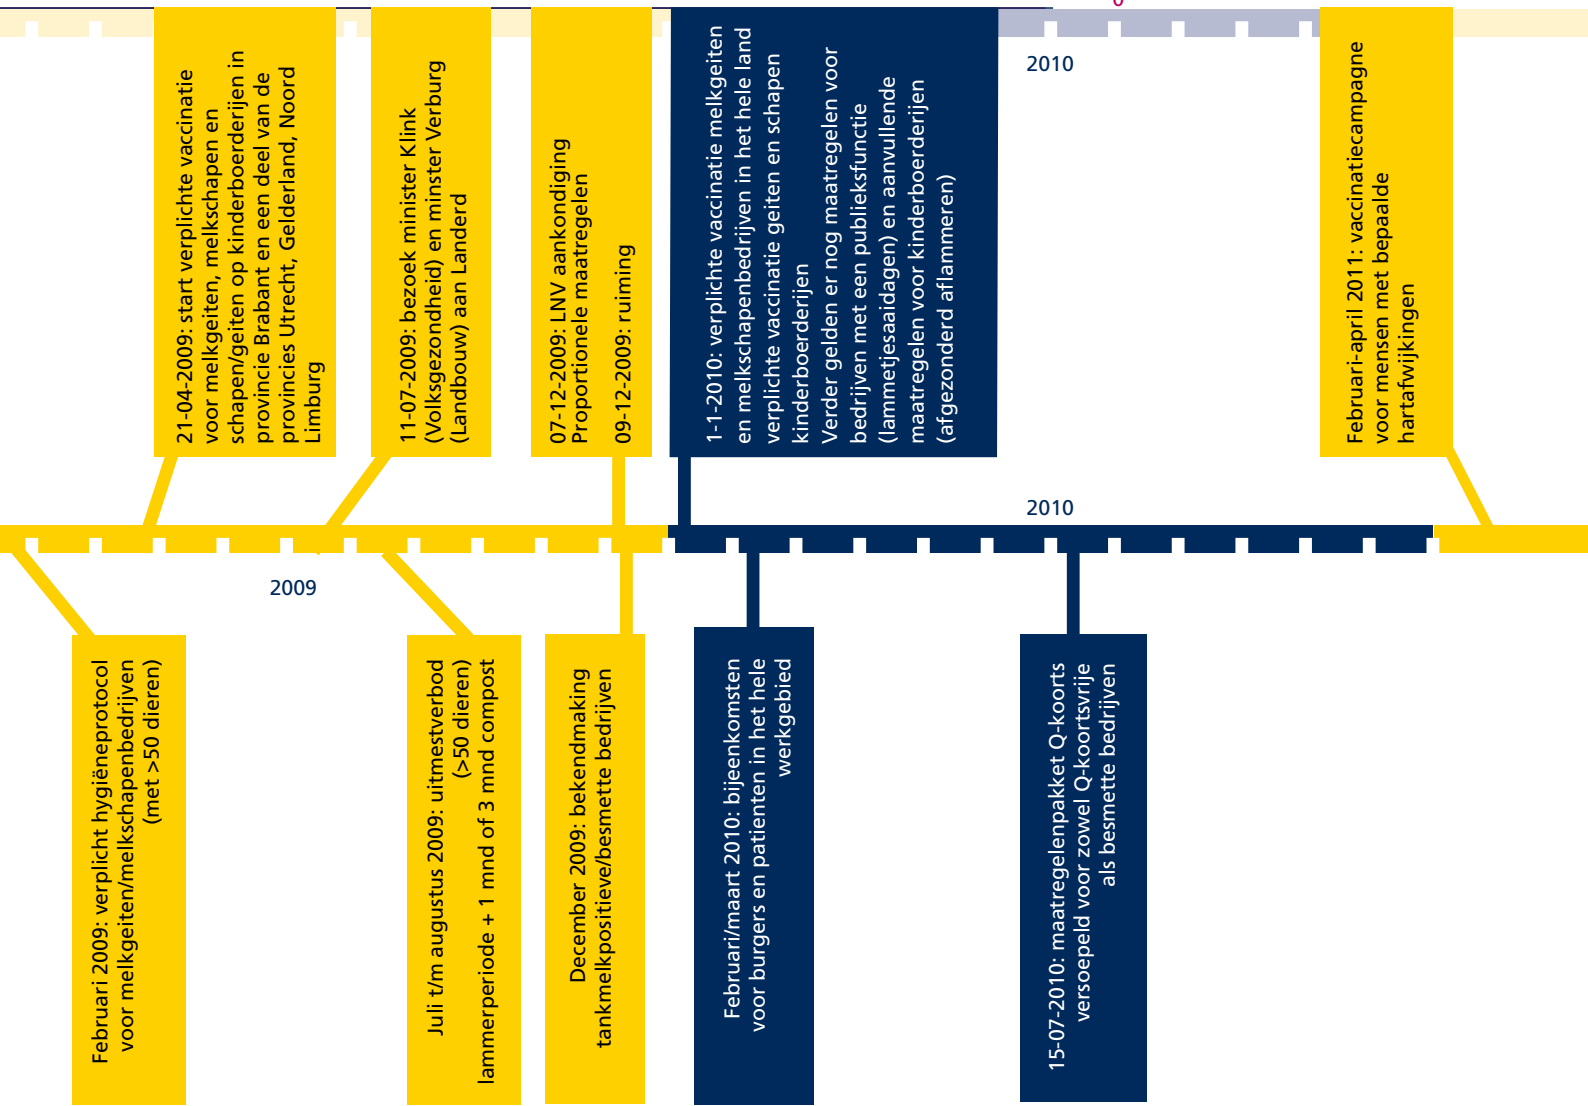 0
2010
21-04-2009: start verplichte vaccinatie
voor melkgeiten, melkschapen en
schapen/geiten op kinderboerderijen in
provincie Brabant en een deel van de
provincies Utrecht, Gelderland, Noord
Limburg
11-07-2009: bezoek minister Klink
(Volksgezondheid) en minster Verburg
(Landbouw) aan Landerd
07-12-2009: LNV aankondiging
Proportionele maatregelen
09-12-2009: ruiming
1-1-2010: verplichte vaccinatie melkgeiten
en melkschapenbedrijven in het hele land
verplichte vaccinatie geiten en schapen
kinderboerderijen
Verder gelden er nog maatregelen voor
bedrijven met een publieksfunctie
(lammetjesaaidagen) en aanvullende
maatregelen voor kinderboerderijen
(afgezonderd aflammeren)
Februari-april 2011: vaccinatiecampagne
voor mensen met bepaalde
hartafwijkingen
2010
2009
Februari 2009: verplicht hygiëneprotocol
voor melkgeiten/melkschapenbedrijven
(met >50 dieren)
Juli t/m augustus 2009: uitmestverbod
(>50 dieren)
lammerperiode + 1 mnd of 3 mnd compost
December 2009: bekendmaking
tankmelkpositieve/besmette bedrijven
Februari/maart 2010: bijeenkomsten
voor burgers en patienten in het hele
werkgebied
15-07-2010: maatregelenpakket Q-koorts
versoepeld voor zowel Q-koortsvrije
als besmette bedrijven